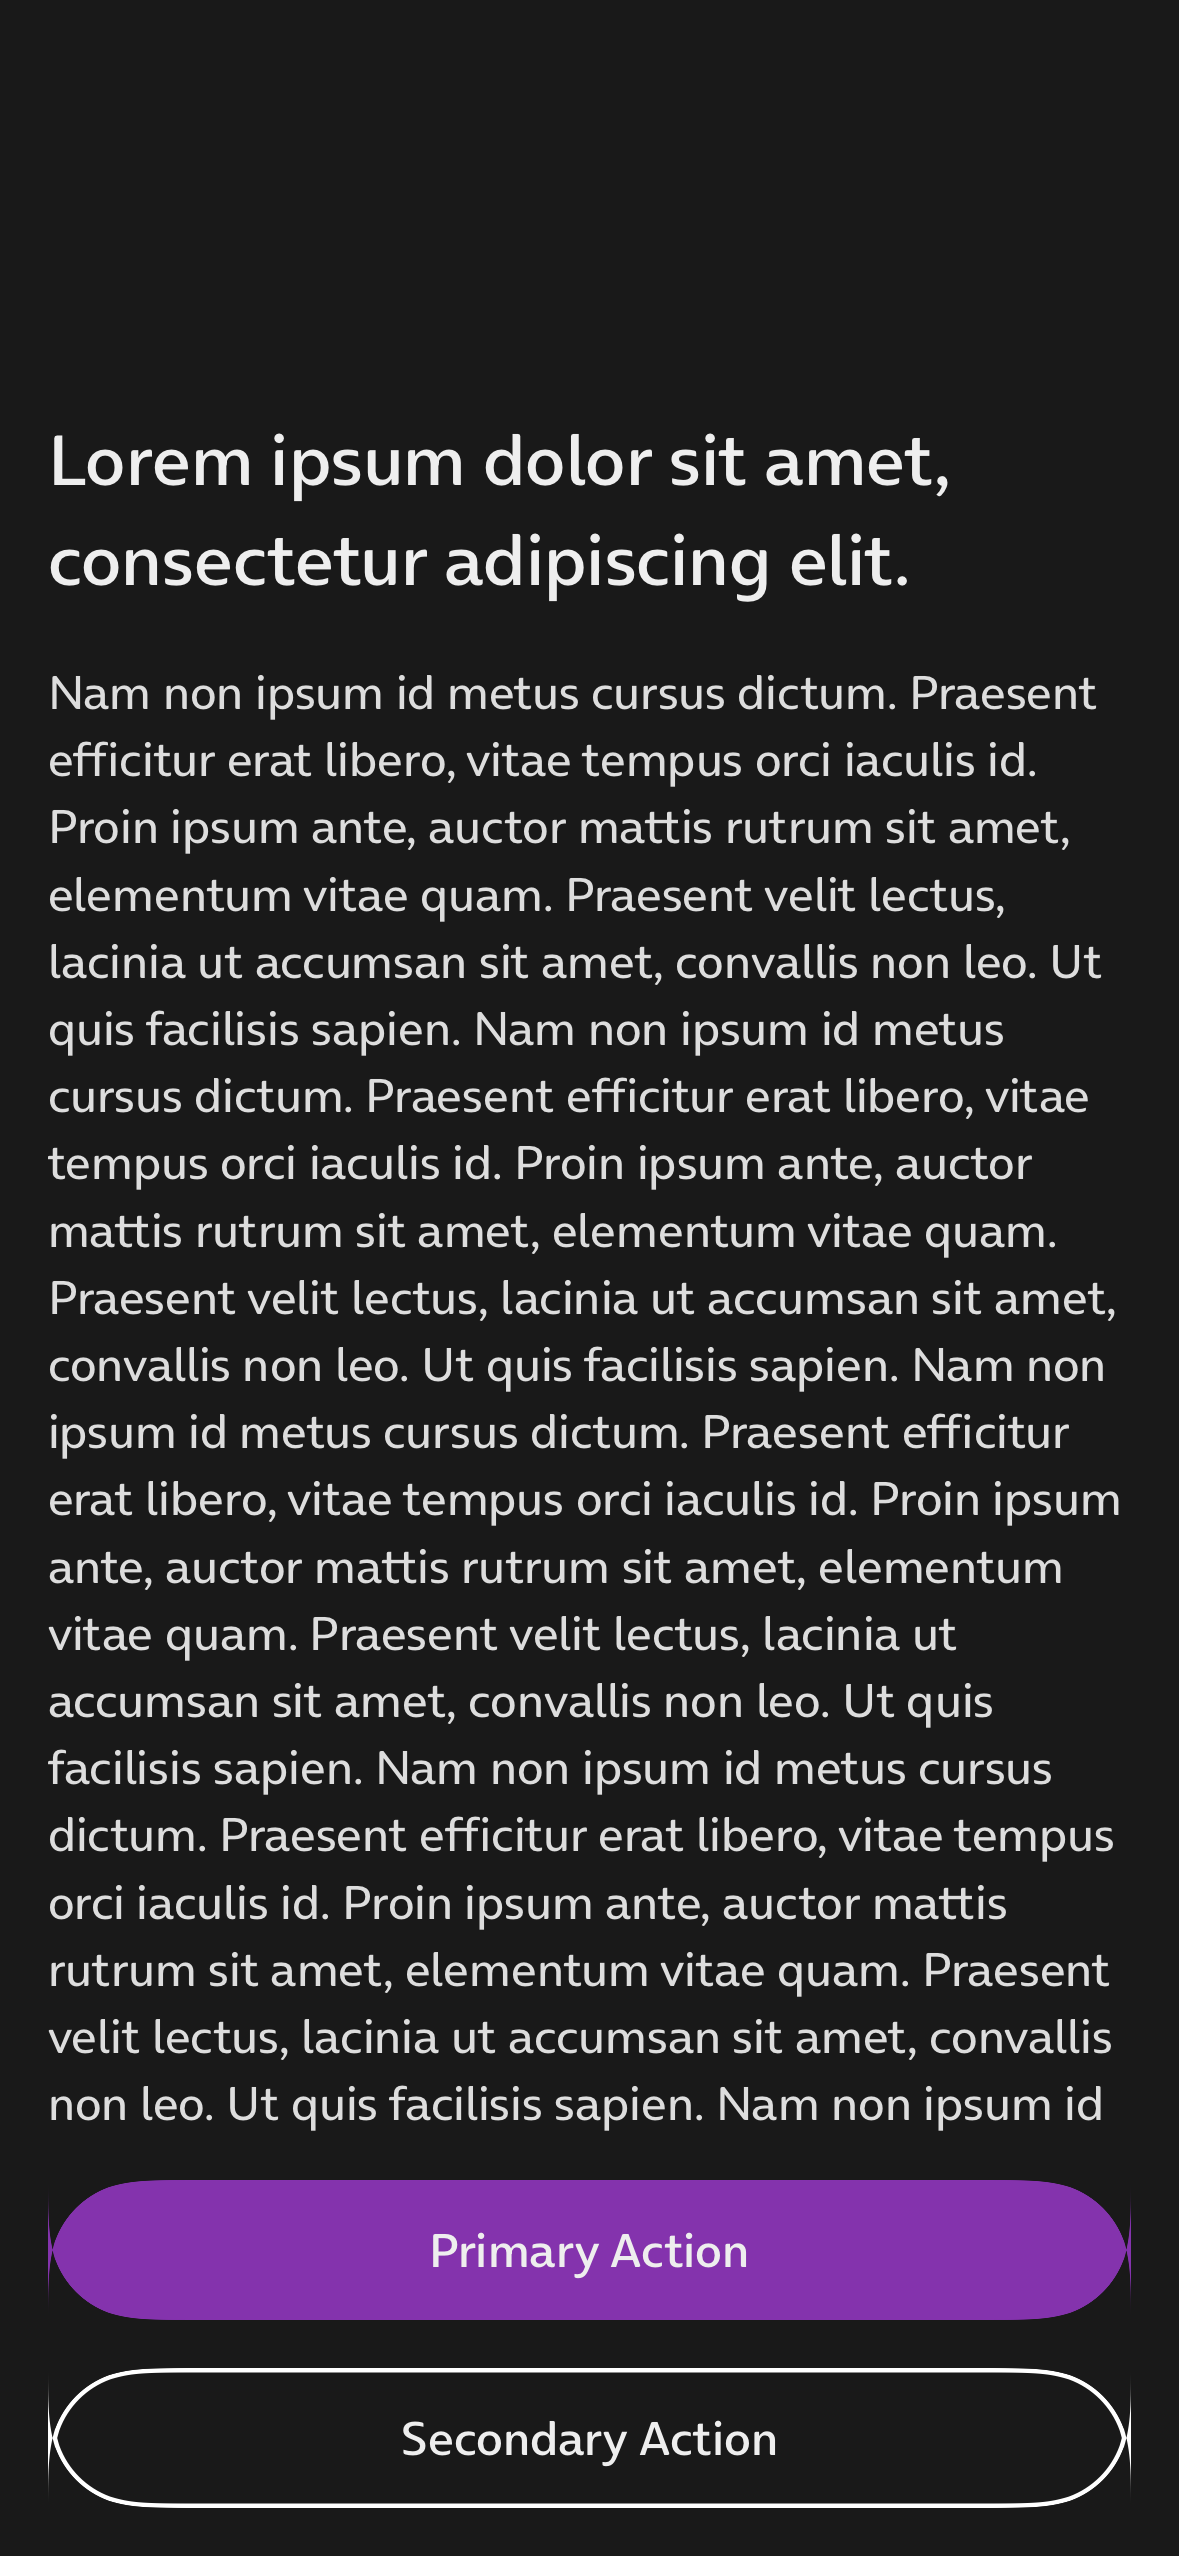 Lorem ipsum dolor sit amet,
consectetur adipiscing elit.
Nam non ipsum id metus cursus dictum. Praesent
efficitur erat libero, vitae tempus orci iaculis id.
Proin ipsum ante, auctor mattis rutrum sit amet,
elementum vitae quam. Praesent velit lectus,
lacinia ut accumsan sit amet, convallis non leo. Ut
quis facilisis sapien. Nam non ipsum id metus
cursus dictum. Praesent efficitur erat libero, vitae
tempus orci iaculis id. Proin ipsum ante, auctor
mattis rutrum sit amet, elementum vitae quam.
Praesent velit lectus, lacinia ut accumsan sit amet,
convallis non leo. Ut quis facilisis sapien. Nam non
ipsum id metus cursus dictum. Praesent efficitur
erat libero, vitae tempus orci iaculis id. Proin ipsum
ante, auctor mattis rutrum sit amet, elementum
vitae quam. Praesent velit lectus, lacinia ut
accumsan sit amet, convallis non leo. Ut quis
facilisis sapien. Nam non ipsum id metus cursus
dictum. Praesent efficitur erat libero, vitae tempus
orci iaculis id. Proin ipsum ante, auctor mattis
rutrum sit amet, elementum vitae quam. Praesent
velit lectus, lacinia ut accumsan sit amet, convallis
non leo. Ut quis facilisis sapien. Nam non ipsum id
Primary Action
Secondary Action